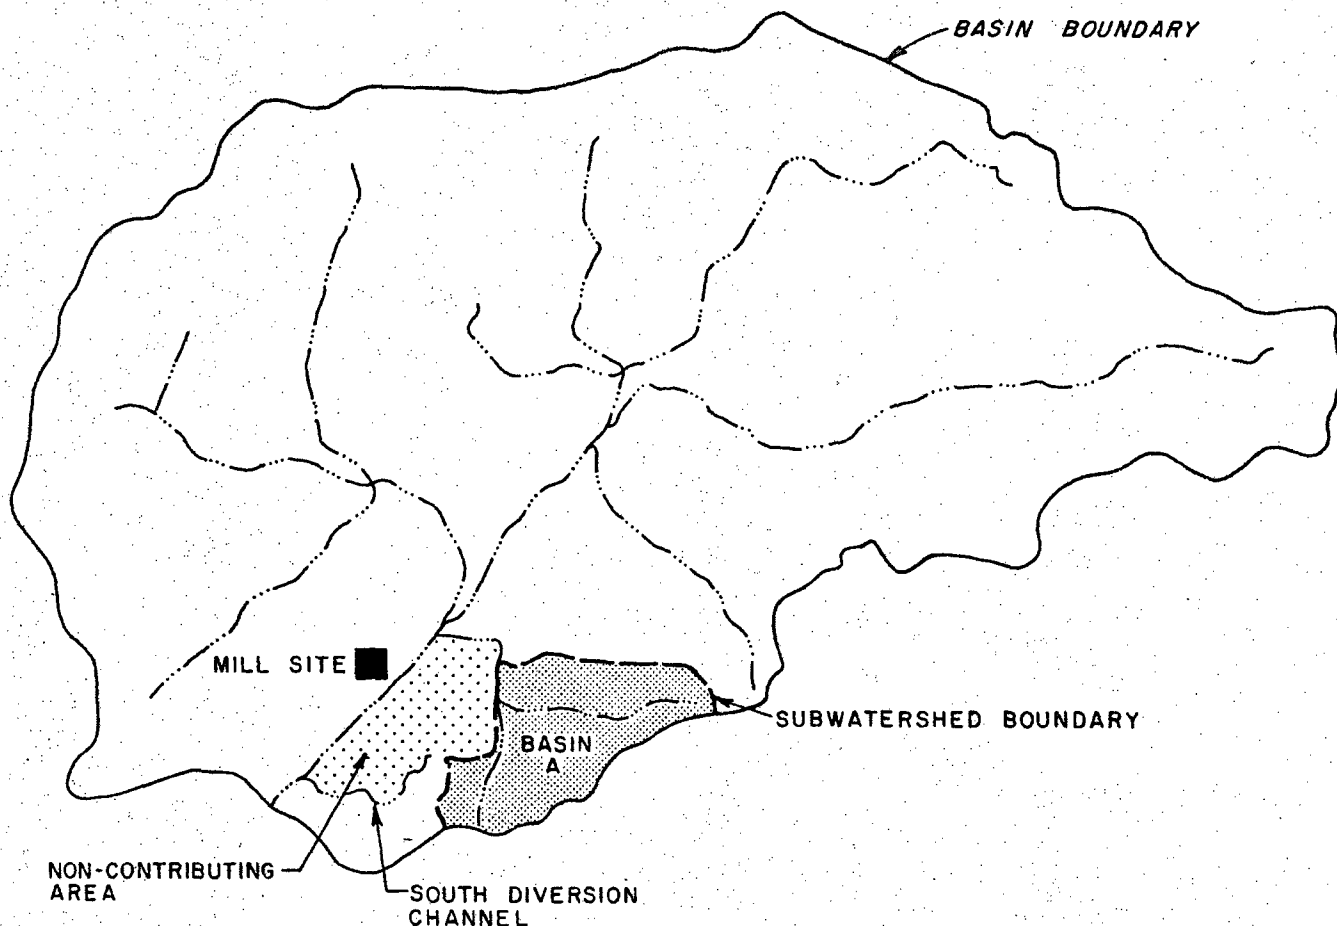 BASIN BOUNDARY
MILL SITE
SUBWATERSHED BOUNDARY
BASIN
A
NON-CONTRIBUTING
AREA
SOUTH DIVERSION
CHANNEL